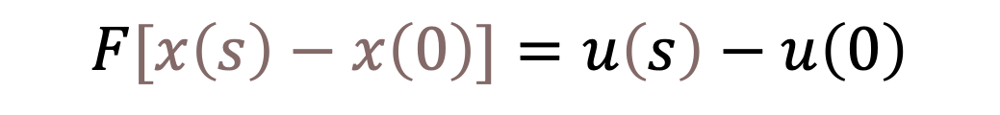 F[x(s) − x(0)] = u(s) − u(0)